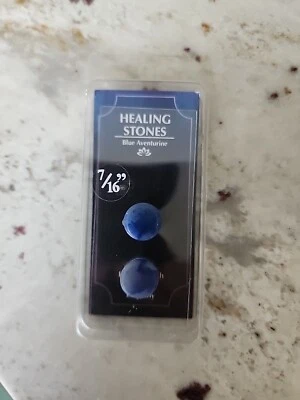 HEALING
STONES
Blue Aventurine
7/16”